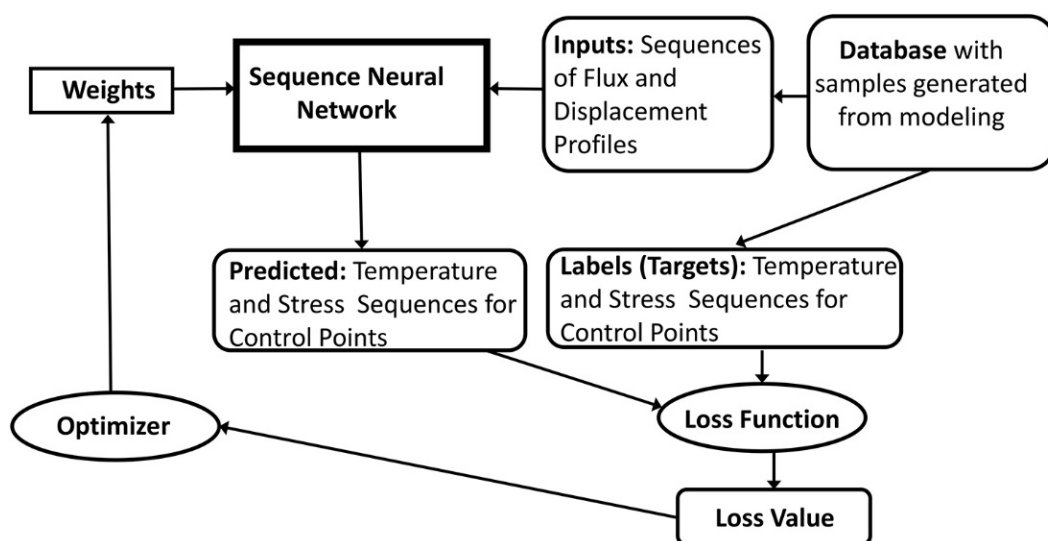 Weights
Sequence Neural
Network
Inputs: Sequences
of Flux and
Displacement
Profiles
Database with
samples generated
from modeling
Predicted: Temperature
and Stress Sequences for
Control Points
Labels (Targets): Temperature
and Stress Sequences for
Control Points
Optimizer
Loss Function
Loss Value